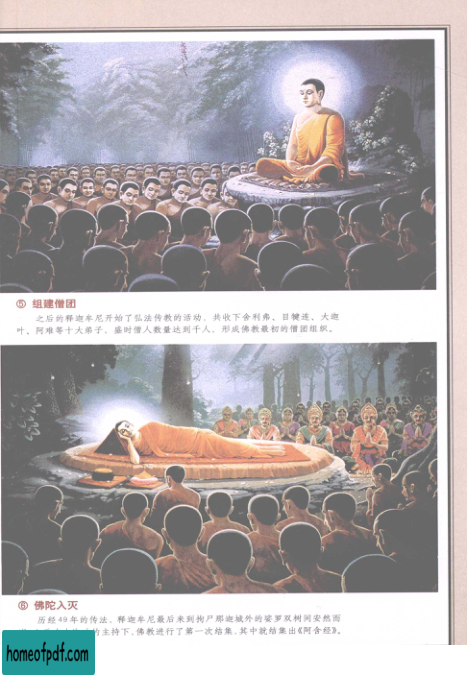 ⑤ 组建僧团
之后的释迦牟尼开始了弘法传教的活动，共收下舍利弗、目犍连、大迦
叶、阿难等十大弟子，盛时僧人数量达到千人，形成佛教最初的僧团组织。
⑥ 佛陀入灭
历经49年的传法，释迦牟尼最后来到拘尸那迦城外的娑罗双树间安然而
主持下，佛教进行了第一次结集，其中就结集出《阿含经》。
homeofpdf.com